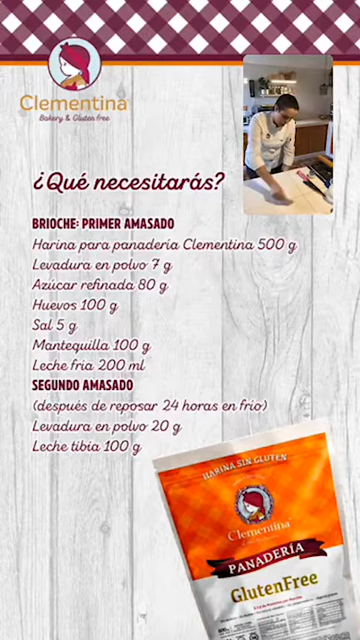 Clementina
Bakery & Gluten free
¿Qué necesitarás?
BRIOCHE: PRIMER AMASADO
Harina para panadería Clementina 500 g
Levadura en polvo 7 g
Azúcar refinada 80 g
Huevos 100 g
Sal 5 g
Mantequilla 100 g
Leche fría 200 ml
SEGUNDO AMASADO
(después de reposar 24 horas en frío)
Levadura en polvo 20 g
Leche tibia 100 g
HARINA SIN GLUTEN
Clementina
PANADERÍA
GlutenFree